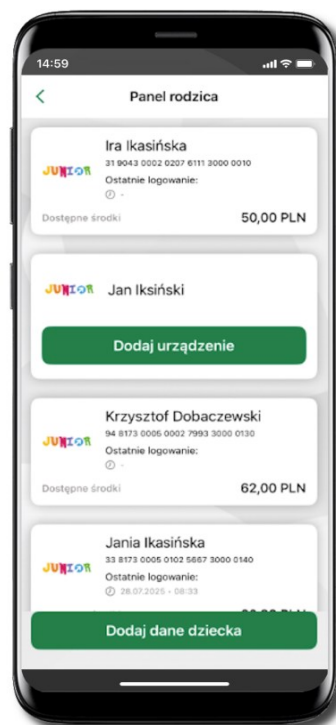 14:59
Panel rodzica
Ira Ikasińska
31 9043 0002 0207 6111 3000 0010
JUNIOR
Ostatnie logowanie:
-
Dostępne środki 50,00 PLN
JUNIOR Jan Iksiński
Dodaj urządzenie
Krzysztof Dobaczewski
94 8173 0005 0002 7993 3000 0130
JUNIOR
Ostatnie logowanie:
-
Dostępne środki 62,00 PLN
Jania Ikasińska
33 8173 0005 0102 5667 3000 0140
JUNIOR
Ostatnie logowanie:
28.07.2025 - 08:33
Dodaj dane dziecka